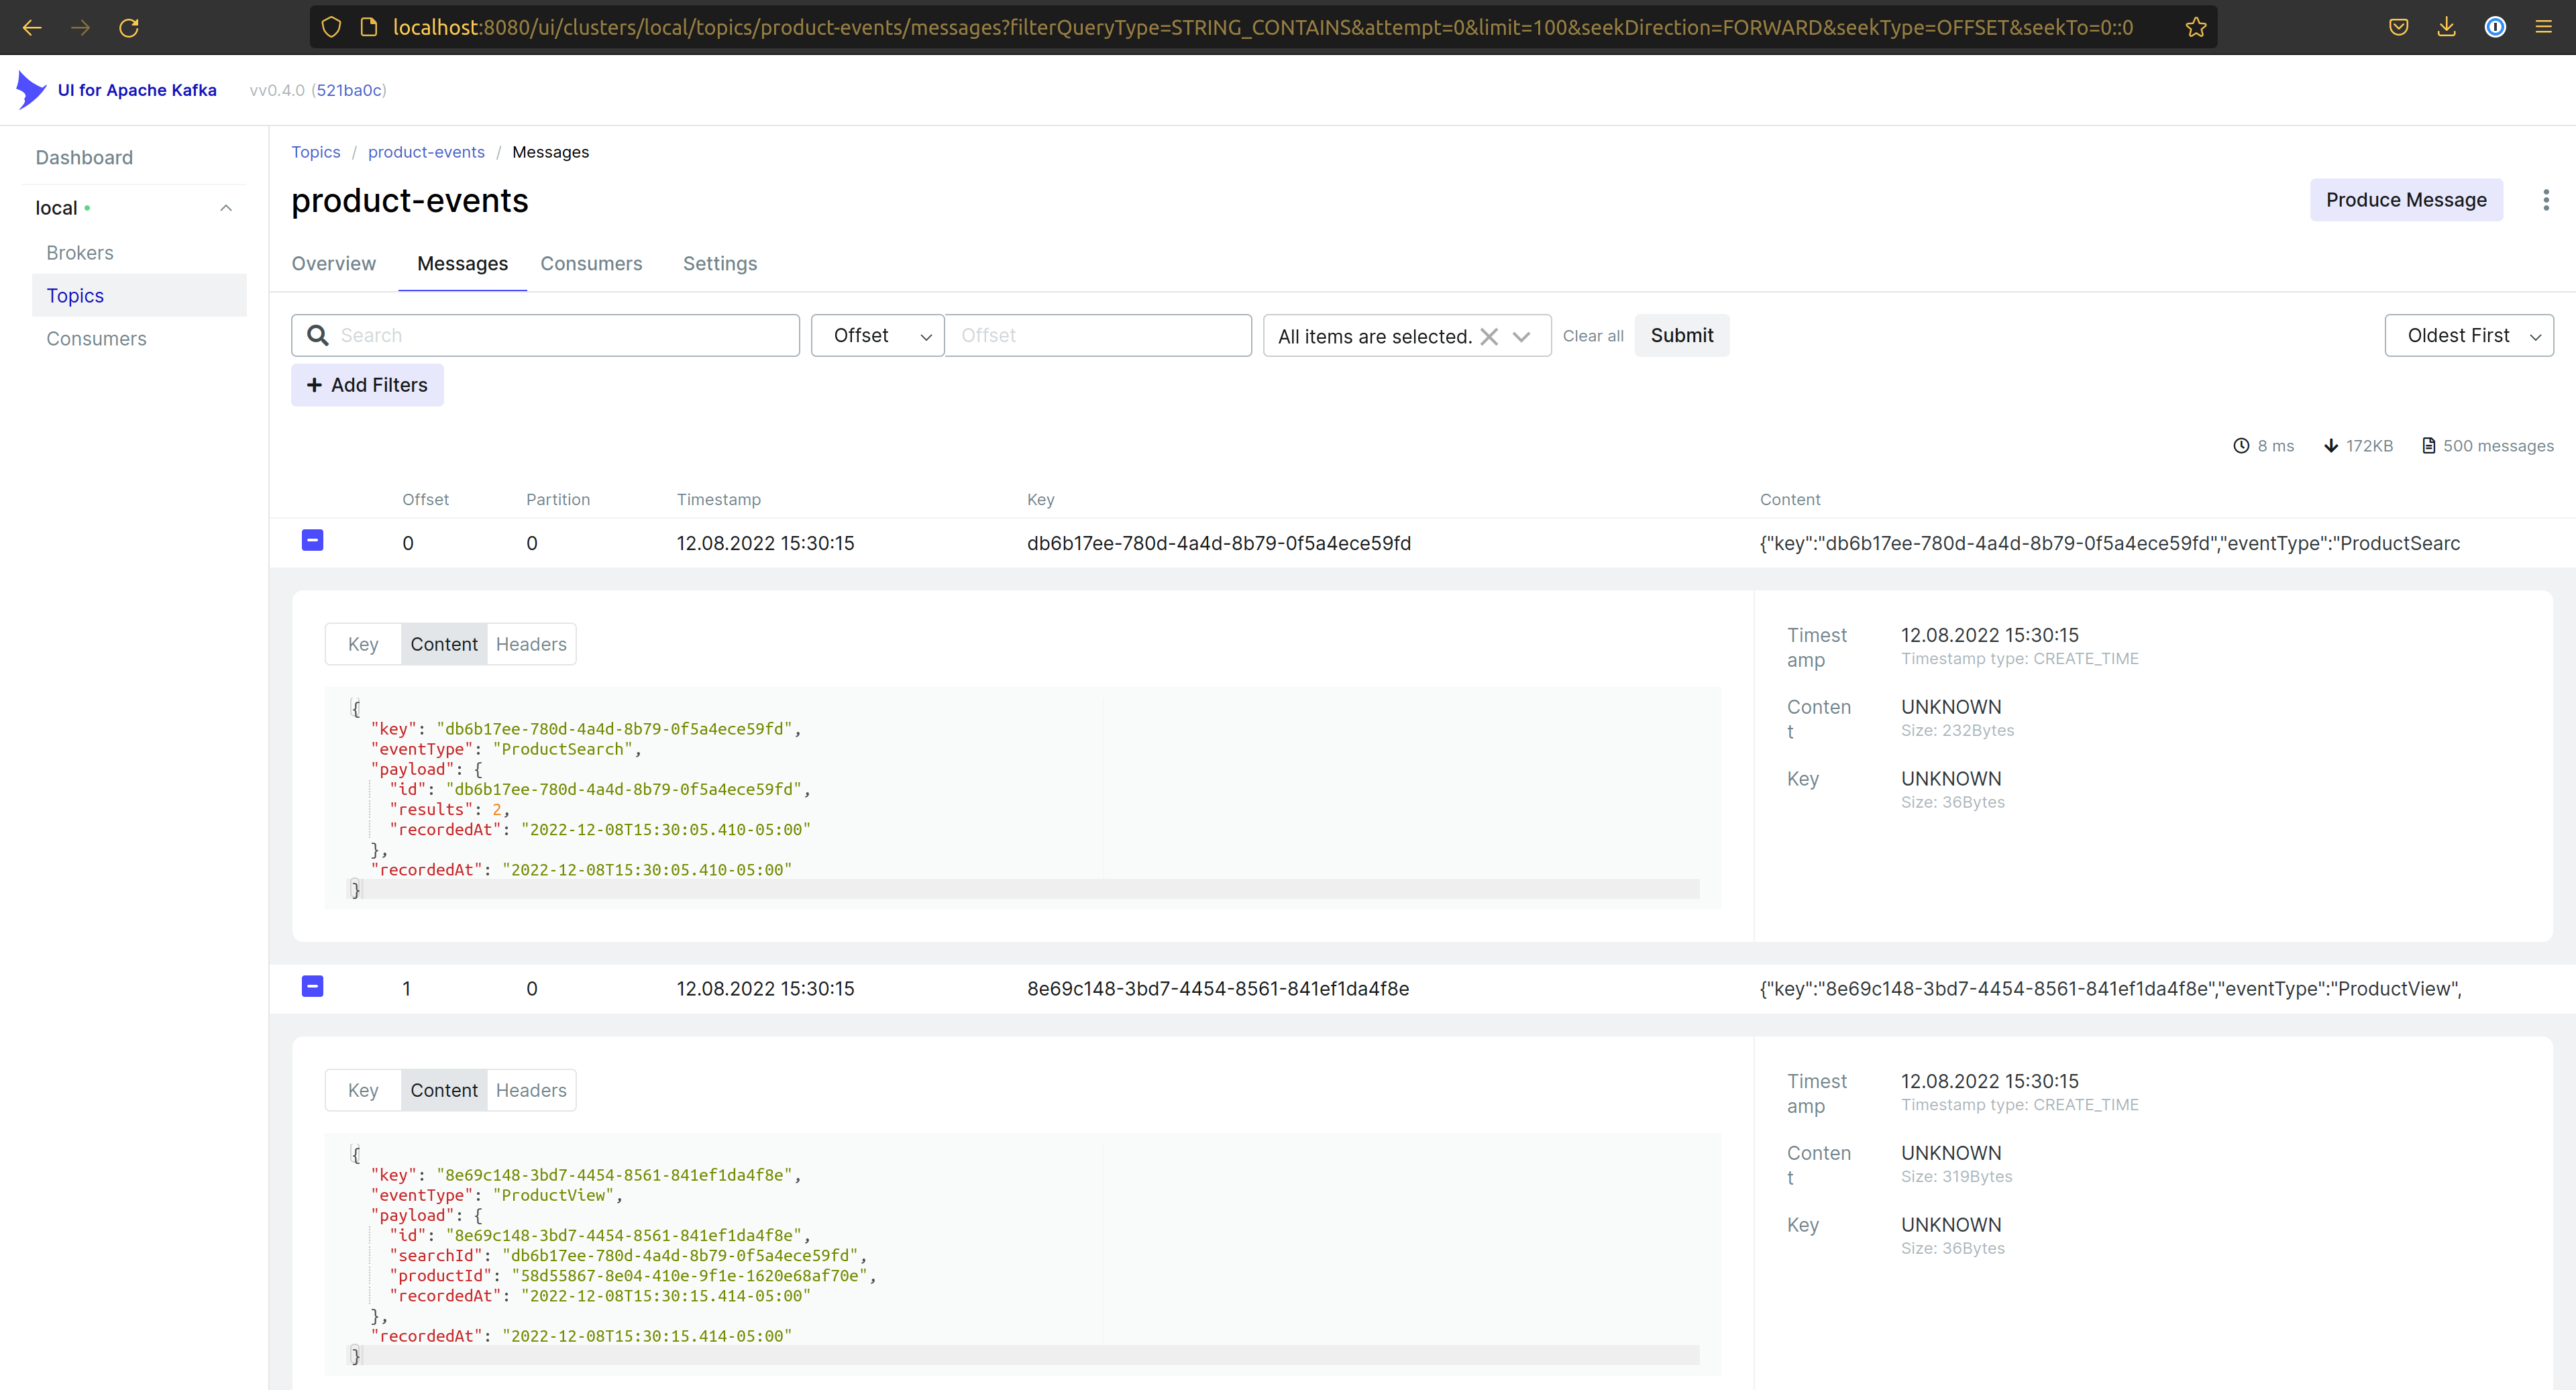 localhost:8080/ui/clusters/local/topics/product-events/messages?filterQueryType=STRING_CONTAINS&attempt=0&limit=100&seekDirection=FORWARD&seekType=OFFSET&seekTo=0::0
UI for Apache Kafka vv0.4.0 (521ba0c)
Dashboard
local
Brokers
Topics
Consumers
Topics / product-events / Messages
product-events
Produce Message
Overview Messages Consumers Settings
Search Offset Offset All items are selected. Clear all Submit Oldest First
Add Filters
8 ms 172KB 500 messages
Offset Partition Timestamp Key Content
0 0 12.08.2022 15:30:15 db6b17ee-780d-4a4d-8b79-0f5a4ece59fd {"key":"db6b17ee-780d-4a4d-8b79-0f5a4ece59fd","eventType":"ProductSearc
Key Content Headers
{
"key": "db6b17ee-780d-4a4d-8b79-0f5a4ece59fd",
"eventType": "ProductSearch",
"payload": {
"id": "db6b17ee-780d-4a4d-8b79-0f5a4ece59fd",
"results": 2,
"recordedAt": "2022-12-08T15:30:05.410-05:00"
},
"recordedAt": "2022-12-08T15:30:05.410-05:00"
}
Timest
amp
12.08.2022 15:30:15
Timestamp type: CREATE_TIME
Conten
t
UNKNOWN
Size: 232Bytes
Key
UNKNOWN
Size: 36Bytes
1 0 12.08.2022 15:30:15 8e69c148-3bd7-4454-8561-841ef1da4f8e {"key":"8e69c148-3bd7-4454-8561-841ef1da4f8e","eventType":"ProductView",
Key Content Headers
{
"key": "8e69c148-3bd7-4454-8561-841ef1da4f8e",
"eventType": "ProductView",
"payload": {
"id": "8e69c148-3bd7-4454-8561-841ef1da4f8e",
"searchId": "db6b17ee-780d-4a4d-8b79-0f5a4ece59fd",
"productId": "58d55867-8e04-410e-9f1e-1620e68af70e",
"recordedAt": "2022-12-08T15:30:15.414-05:00"
},
"recordedAt": "2022-12-08T15:30:15.414-05:00"
}
Timest
amp
12.08.2022 15:30:15
Timestamp type: CREATE_TIME
Conten
t
UNKNOWN
Size: 319Bytes
Key
UNKNOWN
Size: 36Bytes